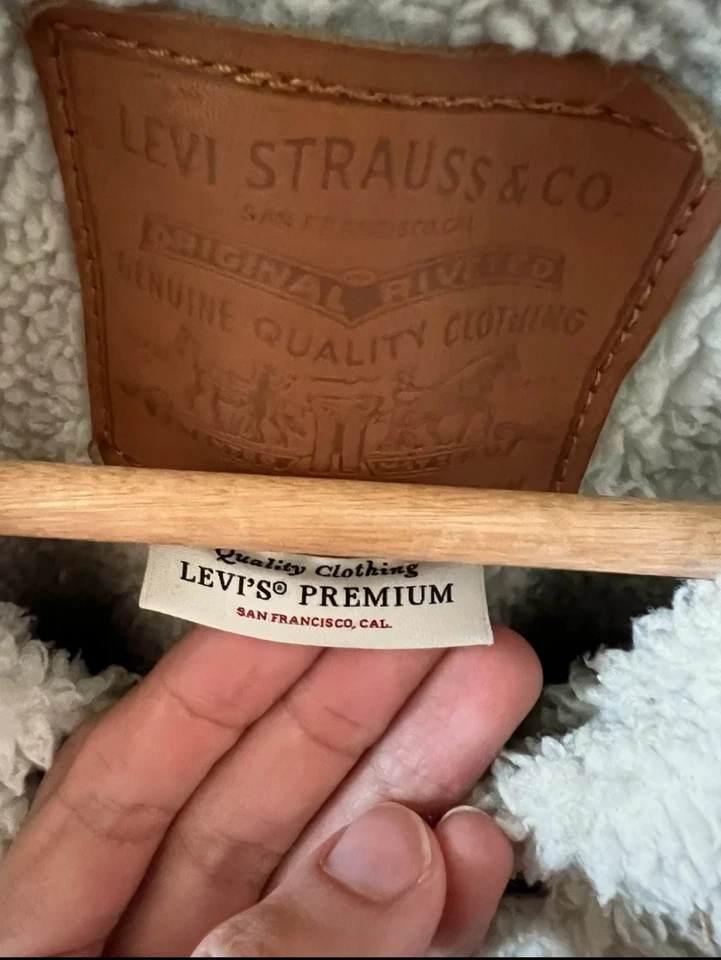 LEVI STRAUSS & CO.
SAN FRANCISCO CAL
ORIGINAL RIVETED
GENUINE QUALITY CLOTHING
Quality Clothing
LEVI'S® PREMIUM
SAN FRANCISCO, CAL.